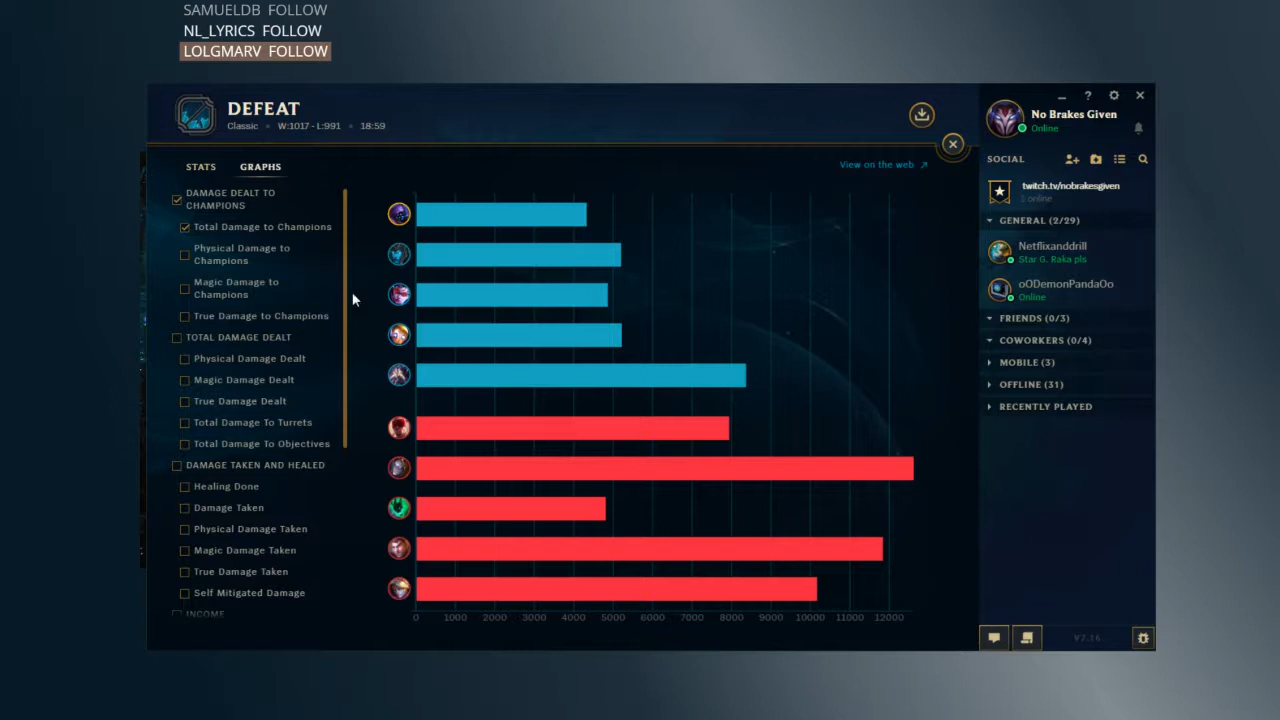 SAMUELDB FOLLOW
NL_LYRICS FOLLOW
LOLGMARV FOLLOW
DEFEAT
Classic • W:1017 - L:991 • 18:59
STATS
GRAPHS
View on the web
DAMAGE DEALT TO
CHAMPIONS
Total Damage to Champions
Physical Damage to
Champions
Magic Damage to
Champions
True Damage to Champions
TOTAL DAMAGE DEALT
Physical Damage Dealt
Magic Damage Dealt
True Damage Dealt
Total Damage To Turrets
Total Damage To Objectives
DAMAGE TAKEN AND HEALED
Healing Done
Damage Taken
Physical Damage Taken
Magic Damage Taken
True Damage Taken
Self Mitigated Damage
INCOME
0 1000 2000 3000 4000 5000 6000 7000 8000 9000 10000 11000 12000
?
No Brakes Given
Online
SOCIAL
twitch.tv/nobrakesgiven
online
GENERAL (2/29)
Netflixanddrill
Star G. Raka pls
oODemonPandaOo
Online
FRIENDS (0/3)
COWORKERS (0/4)
MOBILE (3)
OFFLINE (31)
RECENTLY PLAYED
V7.16